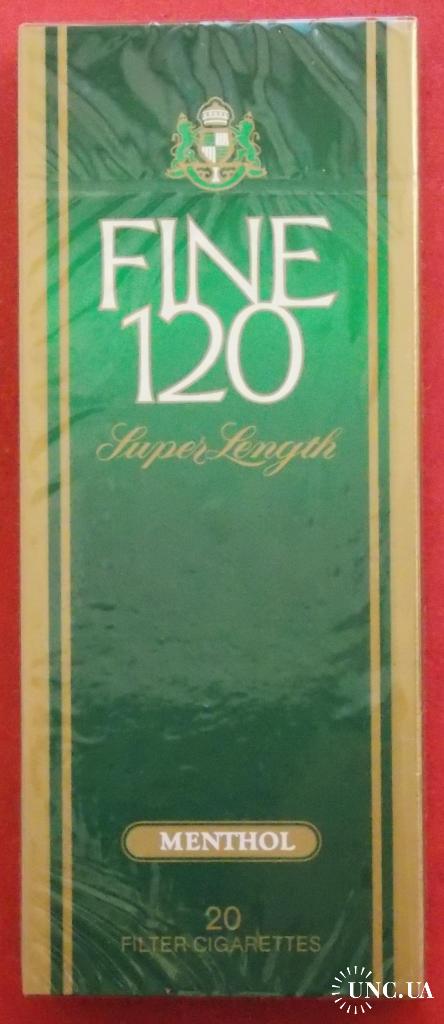 FINE
120
Super Length
MENTHOL
20
FILTER CIGARETTES
UNC.UA